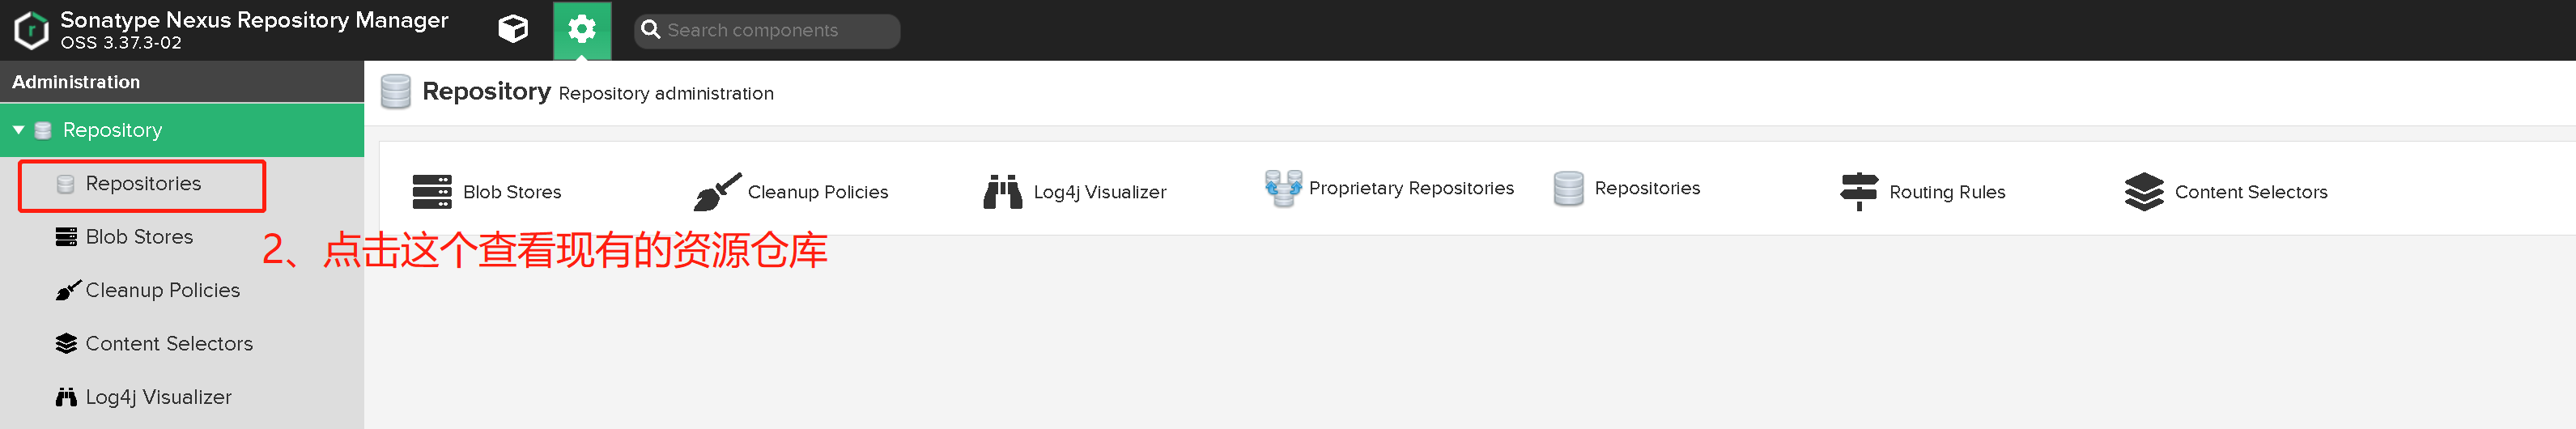 Sonatype Nexus Repository Manager
OSS 3.37.3-02
Search components
Administration
Repository
Repositories
Blob Stores
Cleanup Policies
Content Selectors
Log4j Visualizer
Repository Repository administration
Blob Stores Cleanup Policies Log4j Visualizer Proprietary Repositories Repositories Routing Rules Content Selectors
2、点击这个查看现有的资源仓库